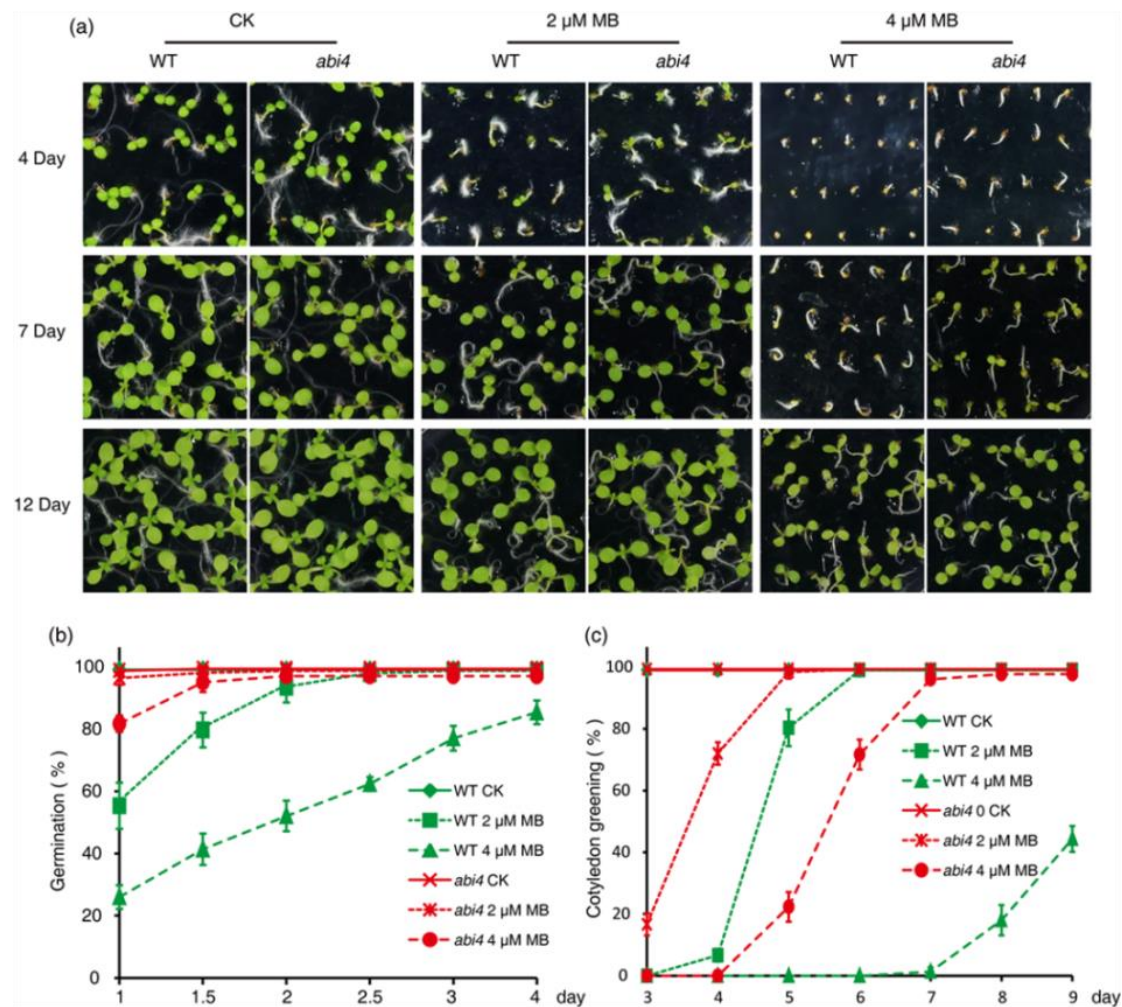 (a)
CK 2 µM MB 4 µM MB
WT abi4 WT abi4 WT abi4
4 Day
7 Day
12 Day
(b)
100
80
60
40
20
0
Germination ( % )
1 1.5 2 2.5 3 4 day
WT CK
WT 2 µM MB
WT 4 µM MB
abi4 CK
abi4 2 µM MB
abi4 4 µM MB
(c)
100
80
60
40
20
0
Cotyledon greening ( % )
3 4 5 6 7 8 9 day
WT CK
WT 2 µM MB
WT 4 µM MB
abi4 0 CK
abi4 2 µM MB
abi4 4 µM MB